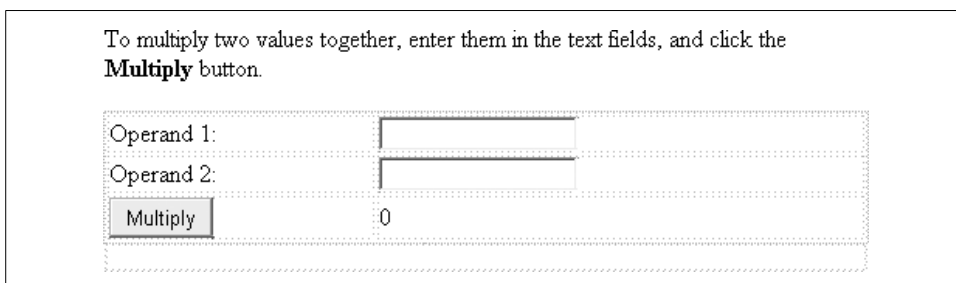 To multiply two values together, enter them in the text fields, and click the
Multiply button.
Operand 1:
Operand 2:
Multiply 0